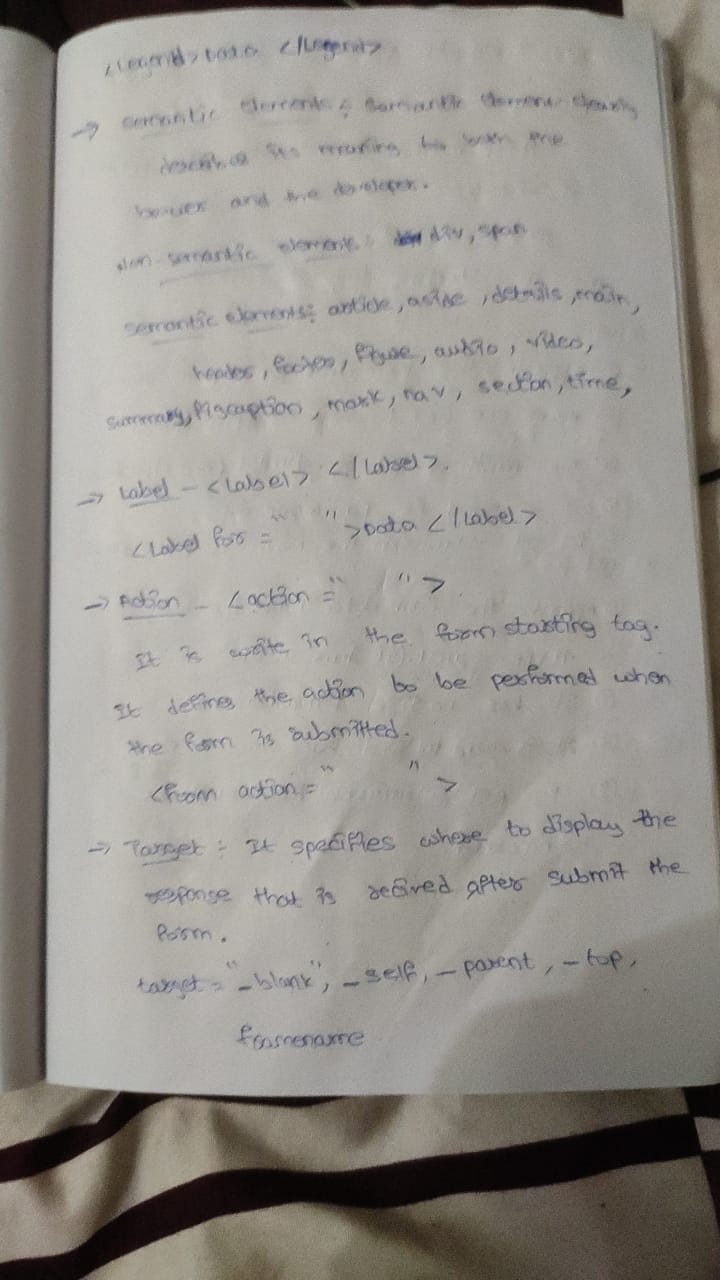 <legend>Data </legend>
→ semantic elements : semantic element clearly
describes its meaning to both the
browser and the developer.
Non-semantic elements : div, span
semantic elements: article, aside, details, main,
header, footer, figure, audio, video,
summary, figcaption, mark, nav, section, time,
→ Label - <label> </label>.
<label for = " ">Data </label>
→ Action - <action = " ">
It is write in the form starting tag.
It defines the action to be performed when
the form is submitted.
<form action = " ">
→ Target : It specifies where to display the
response that is recived after submit the
form.
target = "_blank", _self, _parent, _top,
framename